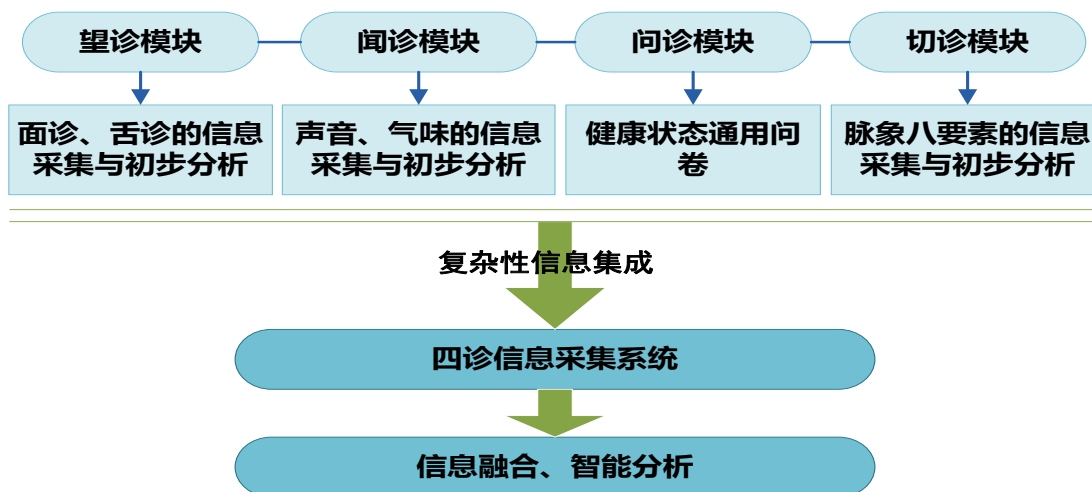 望诊模块
闻诊模块
问诊模块
切诊模块
面诊、舌诊的信息
采集与初步分析
声音、气味的信息
采集与初步分析
健康状态通用问
卷
脉象八要素的信息
采集与初步分析
复杂性信息集成
四诊信息采集系统
信息融合、智能分析